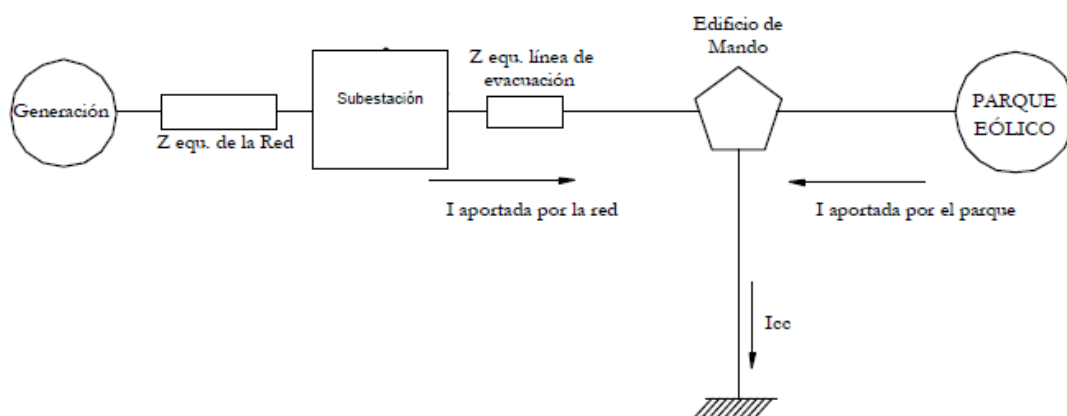 Edificio de
Mando
Z equ. línea de
evacuación
Generación
Subestación
PARQUE
EÓLICO
Z equ. de la Red
I aportada por la red
I aportada por el parque
Icc